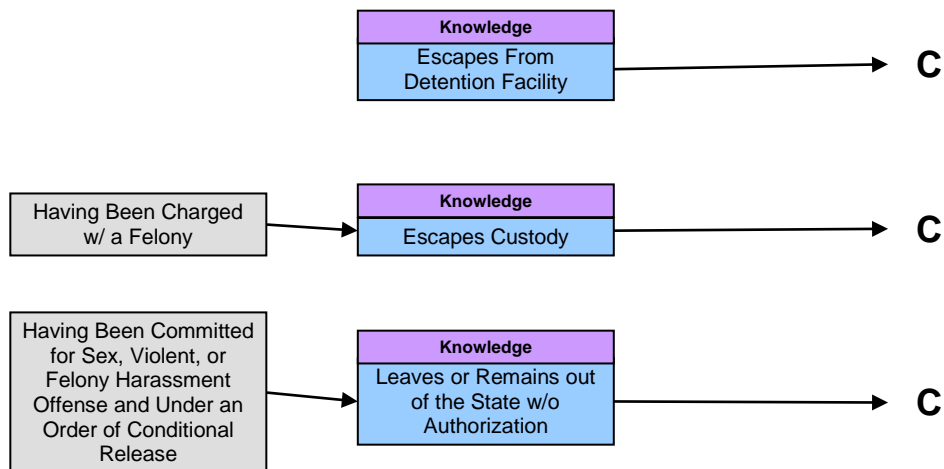 Knowledge
Escapes From
Detention Facility
C
Having Been Charged
w/ a Felony
Knowledge
Escapes Custody
C
Having Been Committed
for Sex, Violent, or
Felony Harassment
Offense and Under an
Order of Conditional
Release
Knowledge
Leaves or Remains out
of the State w/o
Authorization
C